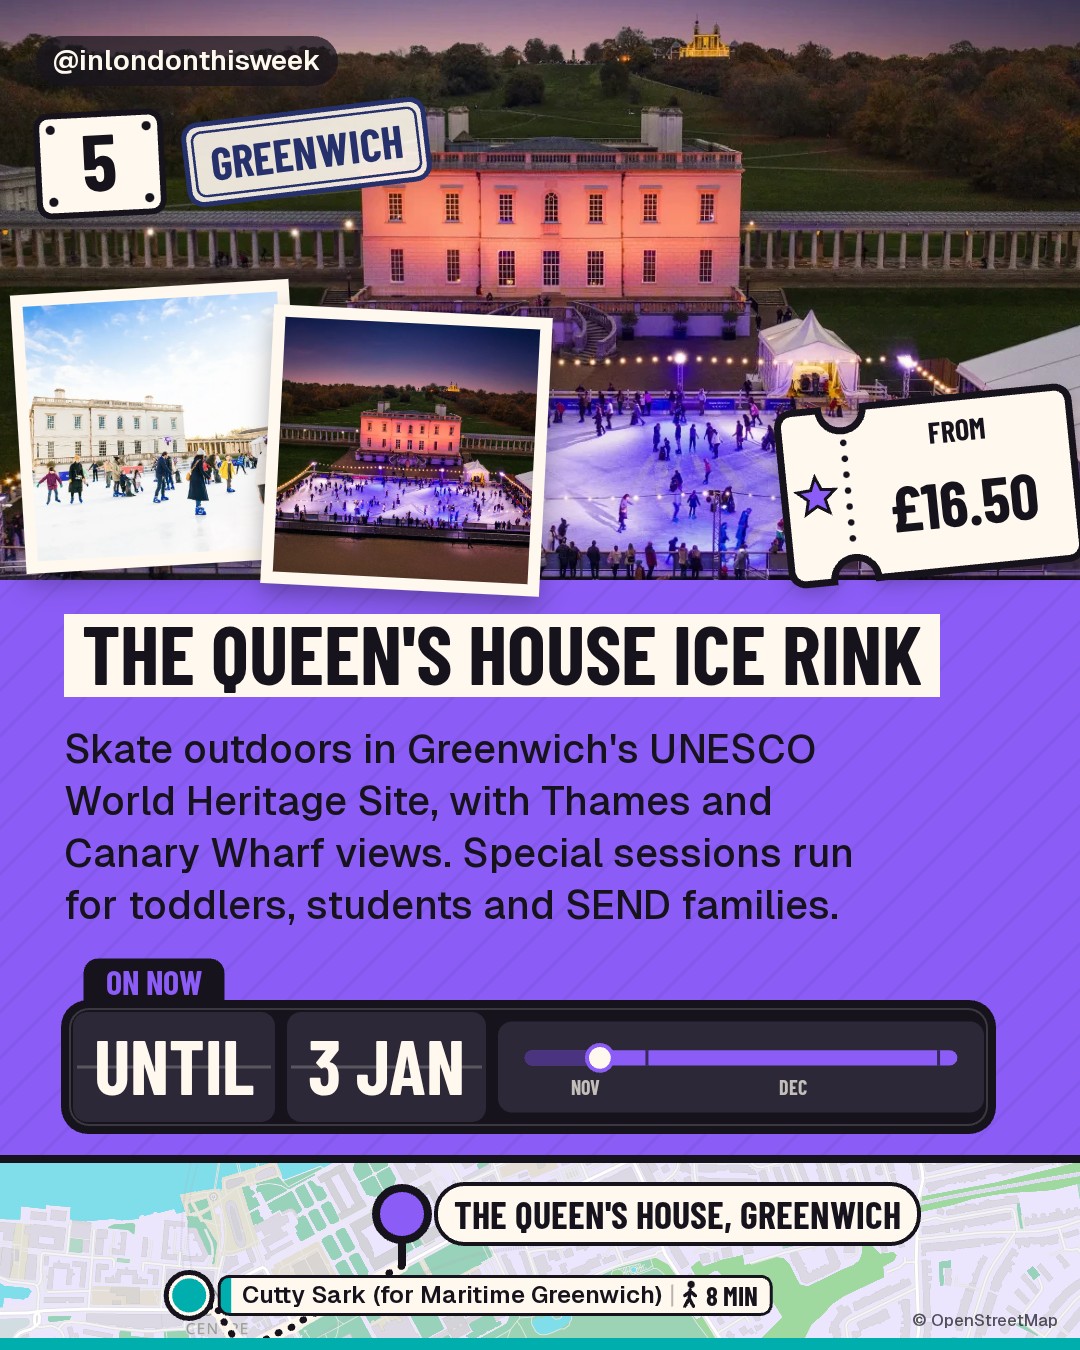 @inlondonthisweek
5
GREENWICH
FROM
£16.50
THE QUEEN'S HOUSE ICE RINK
Skate outdoors in Greenwich's UNESCO
World Heritage Site, with Thames and
Canary Wharf views. Special sessions run
for toddlers, students and SEND families.
ON NOW
UNTIL 3 JAN
NOV DEC
THE QUEEN'S HOUSE, GREENWICH
Cutty Sark (for Maritime Greenwich) | 8 MIN
© OpenStreetMap